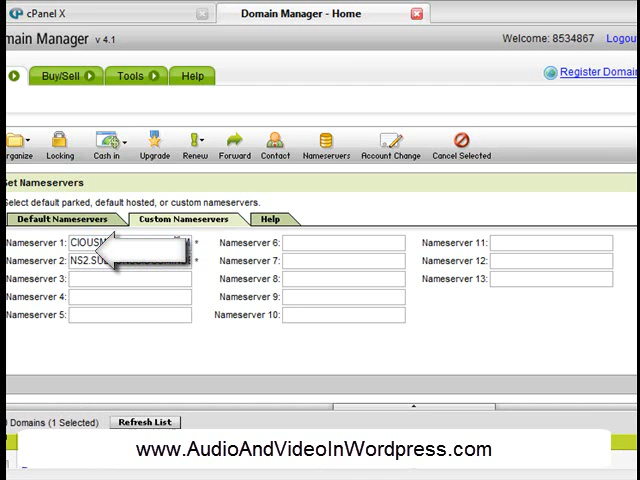 cPanel X
Domain Manager - Home
main Manager v 4.1
Welcome: 8534867
Logou
Buy/Sell
Tools
Help
Register Domain
rganize
Locking
Cash in
Upgrade
Renew
Forward
Contact
Nameservers
Account Change
Cancel Selected
Set Nameservers
Select default parked, default hosted, or custom nameservers.
Default Nameservers
Custom Nameservers
Help
Nameserver 1: * Nameserver 6: Nameserver 11:
Nameserver 2: * Nameserver 7: Nameserver 12:
Nameserver 3: Nameserver 8: Nameserver 13:
Nameserver 4: Nameserver 9:
Nameserver 5: Nameserver 10:
Domains (1 Selected)
Refresh List
www.AudioAndVideoInWordpress.com